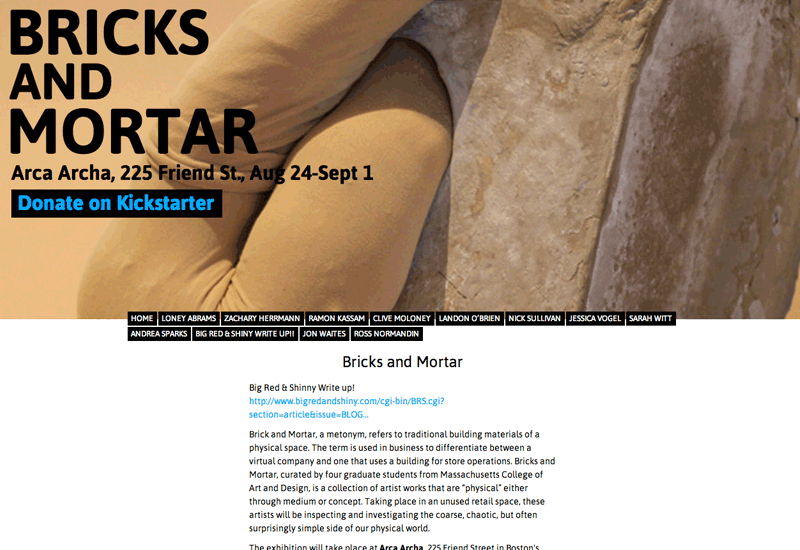 BRICKS
AND
MORTAR
Arca Archa, 225 Friend St., Aug 24-Sept 1
Donate on Kickstarter
HOME LONEY ABRAMS ZACHARY HERRMANN RAMON KASSAM CLIVE MOLONEY LANDON O'BRIEN NICK SULLIVAN JESSICA VOGEL SARAH WITT
ANDREA SPARKS BIG RED & SHINNY WRITE UP!! JON WAITES ROSS NORMANDIN
Bricks and Mortar
Big Red & Shinny Write up!
http://www.bigredandshiny.com/cgi-bin/BRS.cgi?
section=article&issue=BLOG...
Brick and Mortar, a metonym, refers to traditional building materials of a
physical space. The term is used in business to differentiate between a
virtual company and one that uses a building for store operations. Bricks and
Mortar, curated by four graduate students from Massachusetts College of
Art and Design, is a collection of artist works that are "physical" either
through medium or concept. Taking place in an unused retail space, these
artists will be inspecting and investigating the coarse, chaotic, but often
surprisingly simple side of our physical world.
The exhibition will take place at Arca Archa, 225 Friend Street in Boston's